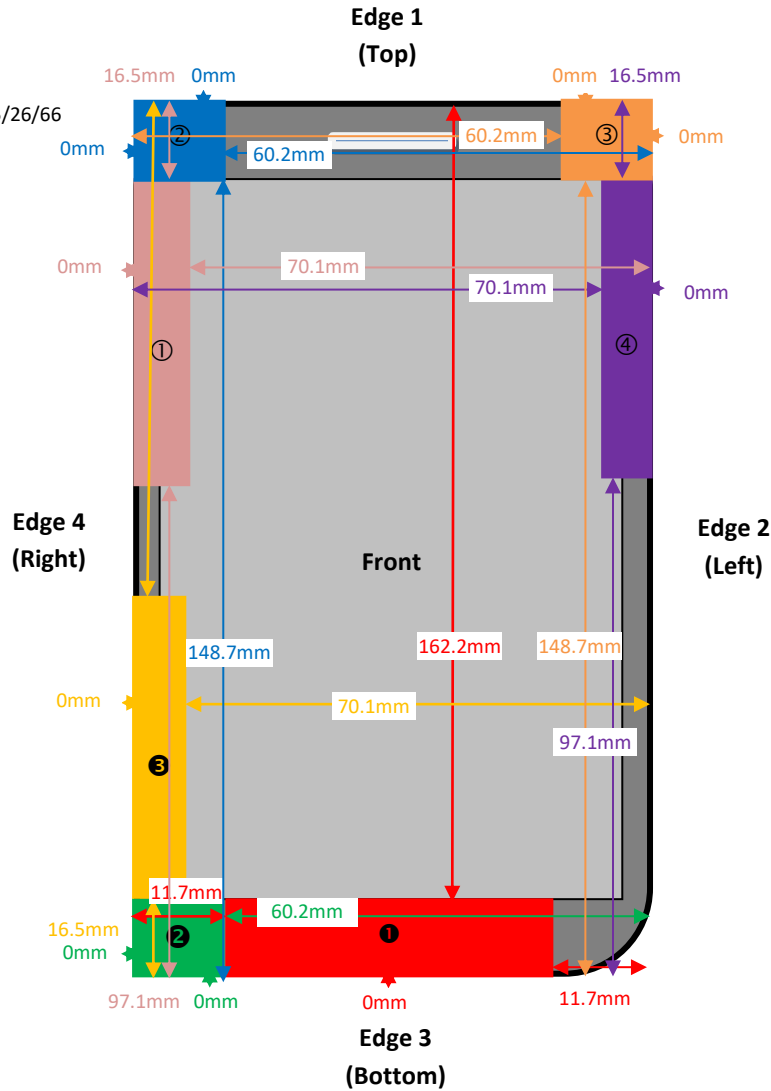 Edge 1
(Top)
16.5mm 0mm 0mm 16.5mm
/26/66
② ③
0mm 60.2mm 60.2mm 0mm
0mm 70.1mm
70.1mm 0mm
① ④
Edge 4
(Right)
Front
Edge 2
(Left)
148.7mm 162.2mm 148.7mm
0mm 70.1mm
97.1mm
❸
11.7mm
60.2mm
16.5mm ❷ ❶
0mm
97.1mm 0mm 0mm 11.7mm
Edge 3
(Bottom)